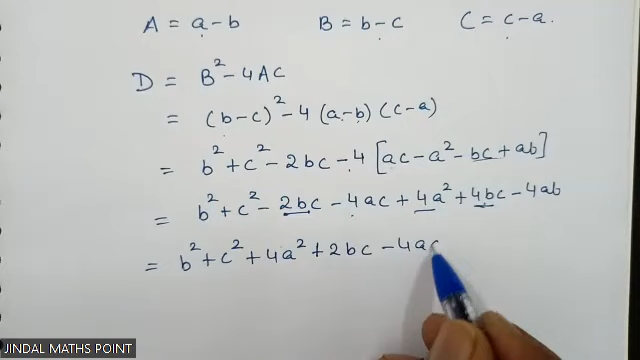 A = a-b B = b-c C = c-a.
D = B² - 4AC
= (b-c)² - 4 (a-b) (c-a)
= b² + c² - 2bc - 4 [ac - a² - bc + ab]
= b² + c² - 2bc - 4ac + 4a² + 4bc - 4ab
= b² + c² + 4a² + 2bc - 4ac
JINDAL MATHS POINT